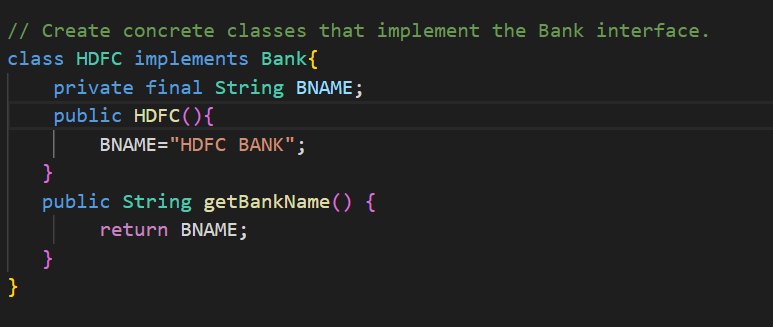 // Create concrete classes that implement the Bank interface.
class HDFC implements Bank{
    private final String BNAME;
    public HDFC(){
        BNAME="HDFC BANK";
   }
   public String getBankName() {
        return BNAME;
   }
}